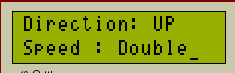 Direction: UP
Speed : Double_